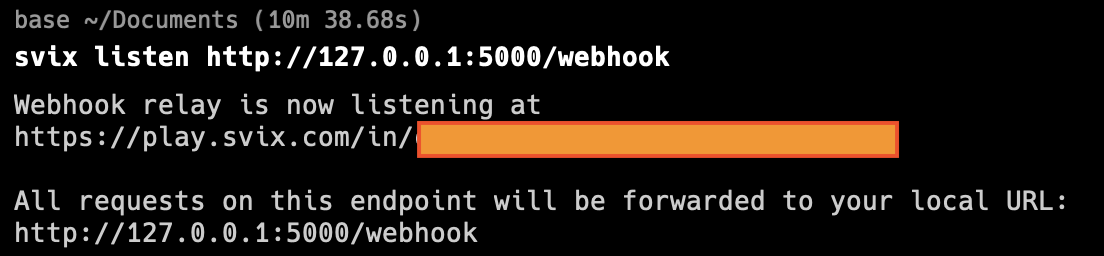 base ~/Documents (10m 38.68s)
svix listen http://127.0.0.1:5000/webhook
Webhook relay is now listening at
https://play.svix.com/in/
All requests on this endpoint will be forwarded to your local URL:
http://127.0.0.1:5000/webhook